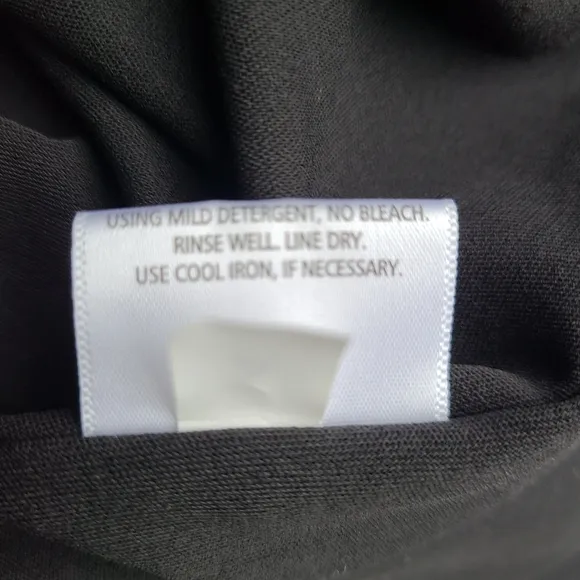 USING MILD DETERGENT, NO BLEACH.
RINSE WELL. LINE DRY.
USE COOL IRON, IF NECESSARY.